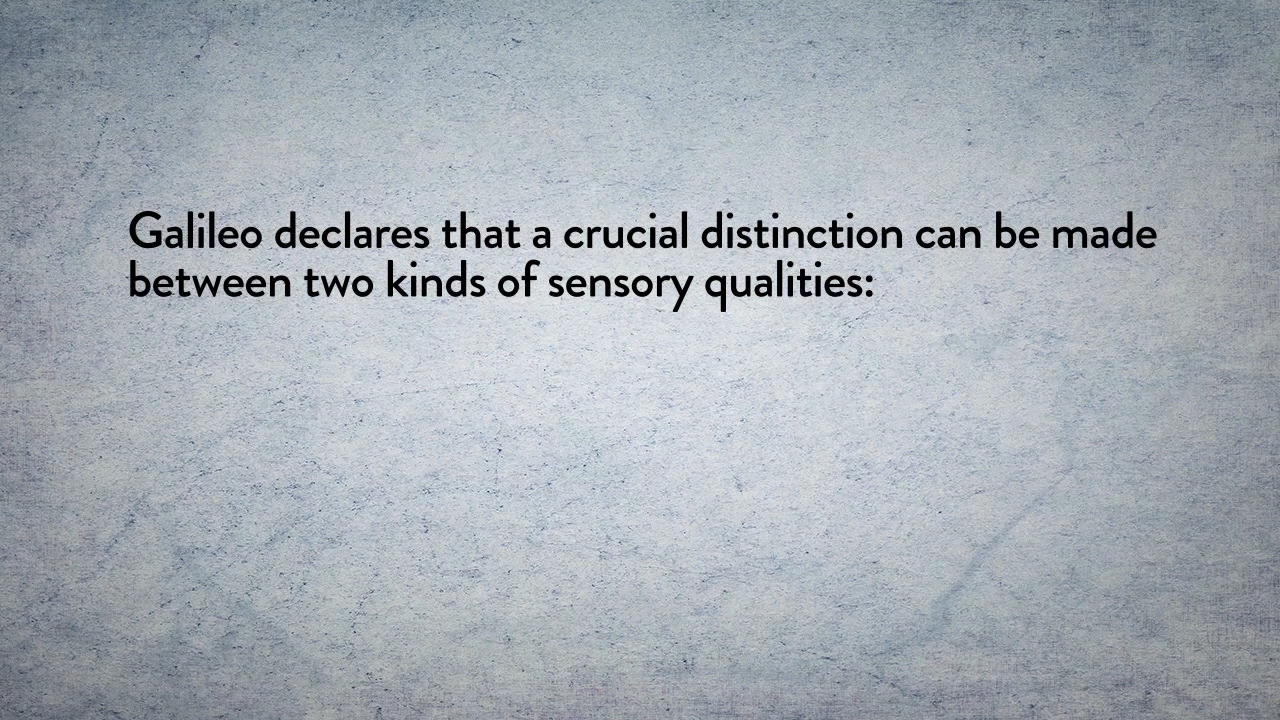 Galileo declares that a crucial distinction can be made
between two kinds of sensory qualities: